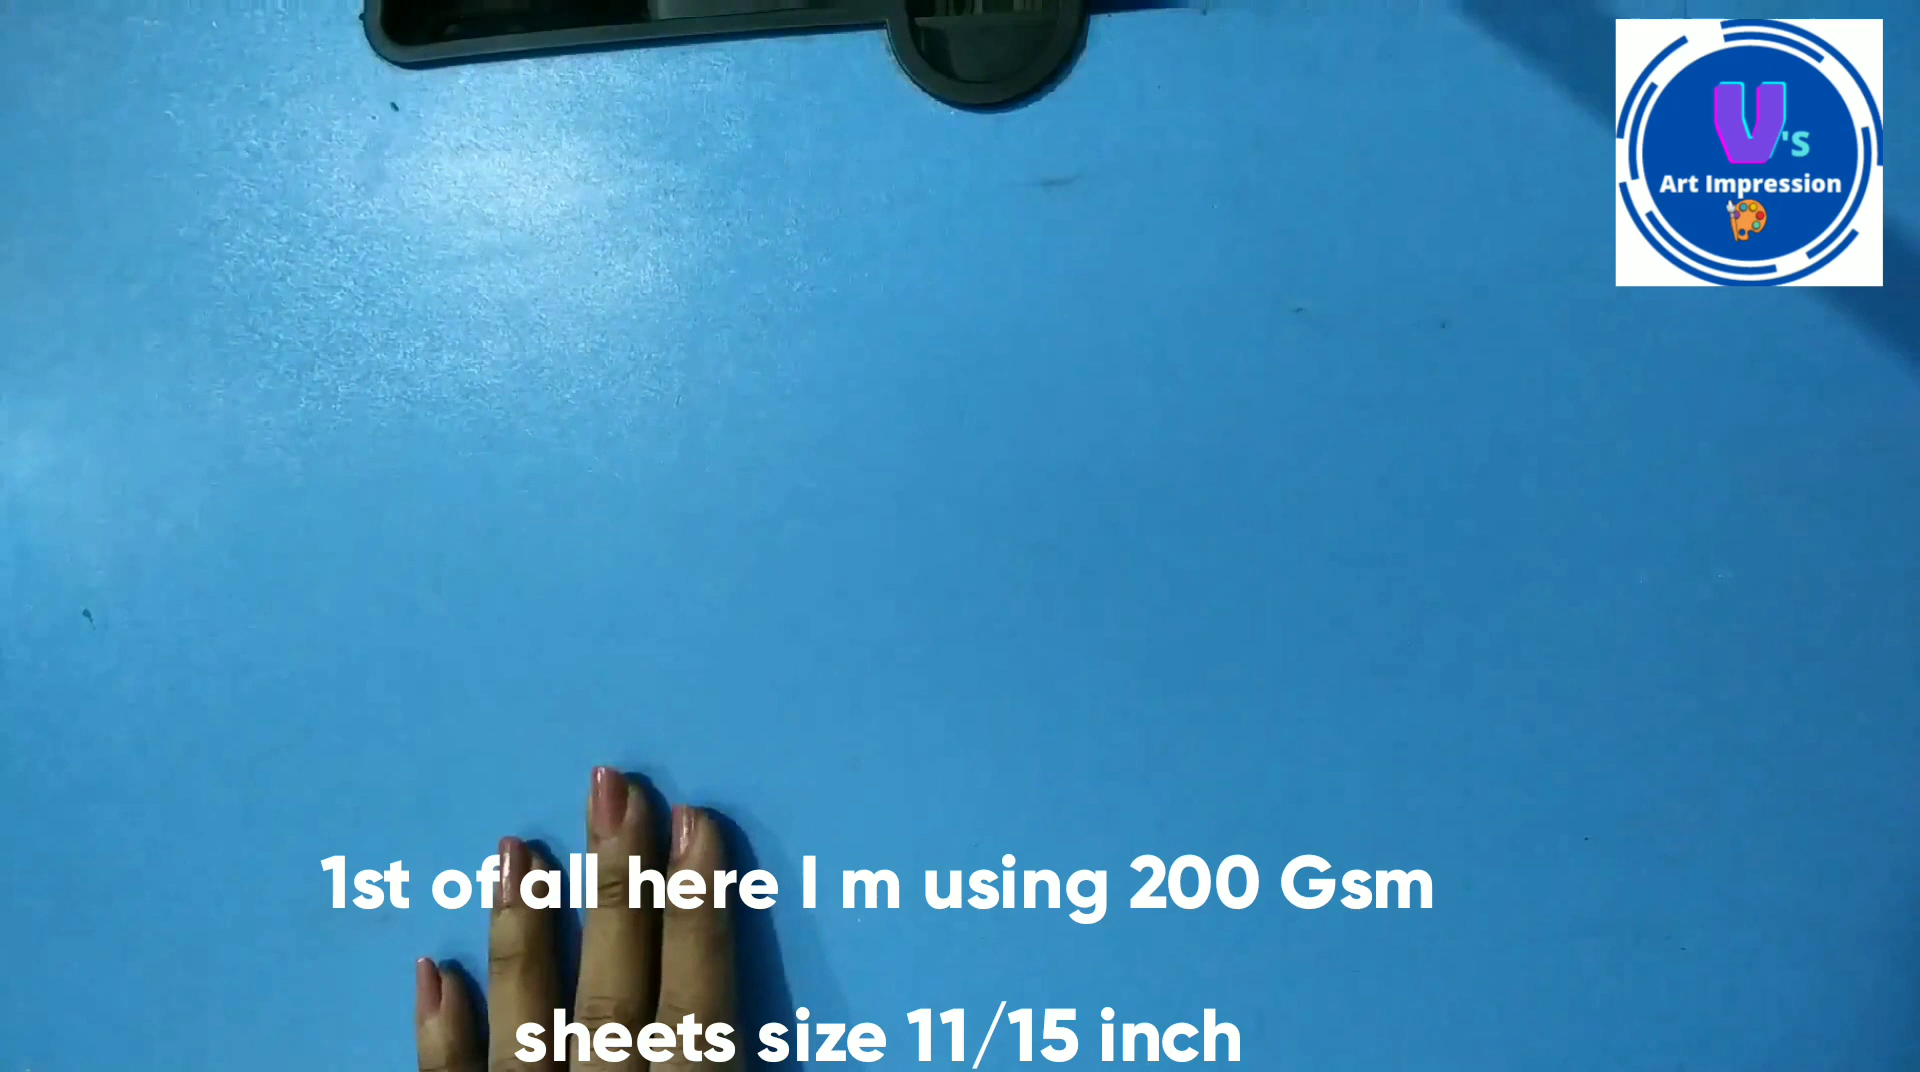 V's
Art Impression
1st of all here I m using 200 Gsm
sheets size 11/15 inch